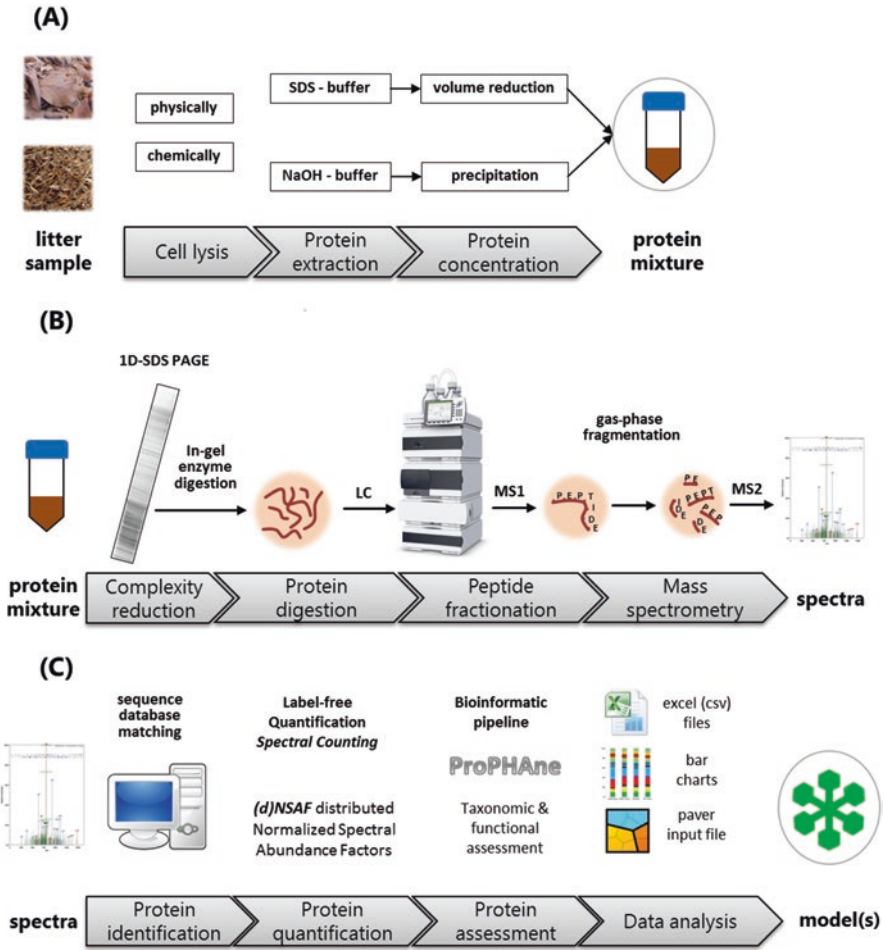 (A)
physically
chemically
SDS - buffer
volume reduction
NaOH - buffer
precipitation
litter
sample
Cell lysis
Protein
extraction
Protein
concentration
protein
mixture
(B)
1D-SDS PAGE
In-gel
enzyme
digestion
LC
MS1
gas-phase
fragmentation
P E P T
I
D
E
P E
P E P T
I
D
E
P E P
I
D
E
MS2
protein
mixture
Complexity
reduction
Protein
digestion
Peptide
fractionation
Mass
spectrometry
spectra
(C)
sequence
database
matching
Label-free
Quantification
Spectral Counting
(d)NSAF distributed
Normalized Spectral
Abundance Factors
Bioinformatic
pipeline
ProPHAne
Taxonomic &
functional
assessment
excel (csv)
files
bar
charts
paver
input file
spectra
Protein
identification
Protein
quantification
Protein
assessment
Data analysis
model(s)